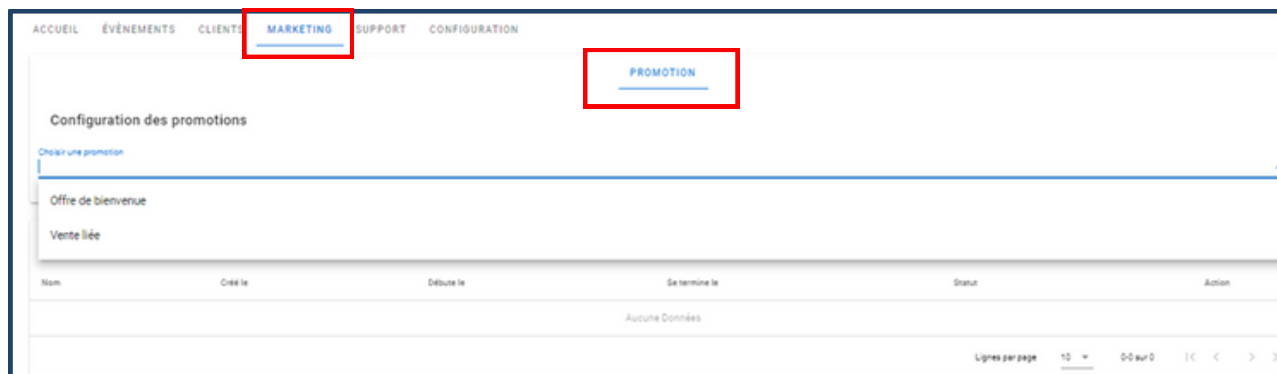 ACCUEIL ÉVÈNEMENTS CLIENTS MARKETING SUPPORT CONFIGURATION
PROMOTION
Configuration des promotions
Choisir une promotion
Offre de bienvenue
Vente liée
Nom Créé le Débute le Se termine le Statut Action
Aucune Données
Lignes par page 10 0-0 sur 0